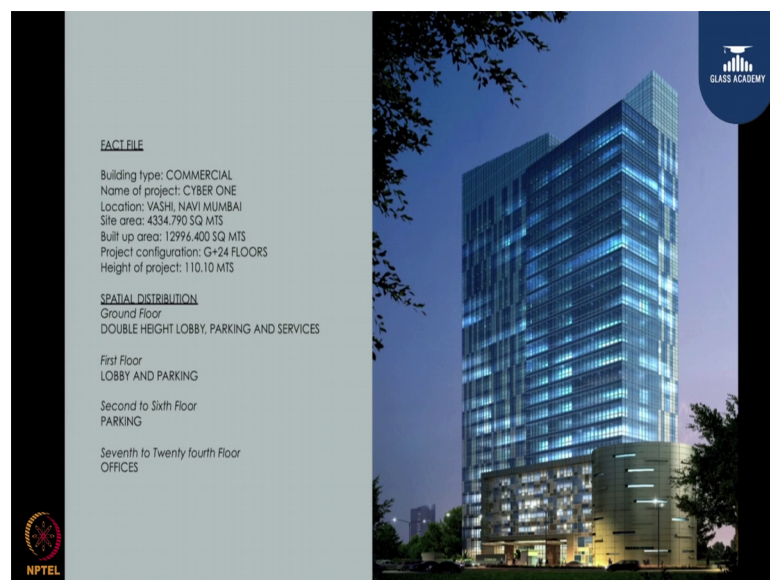 GLASS ACADEMY
FACT FILE
Building type: COMMERCIAL
Name of project: CYBER ONE
Location: VASHI, NAVI MUMBAI
Site area: 4334.790 SQ MTS
Built up area: 12996.400 SQ MTS
Project configuration: G+24 FLOORS
Height of project: 110.10 MTS
SPATIAL DISTRIBUTION
Ground Floor
DOUBLE HEIGHT LOBBY, PARKING AND SERVICES
First Floor
LOBBY AND PARKING
Second to Sixth Floor
PARKING
Seventh to Twenty fourth Floor
OFFICES
NPTEL